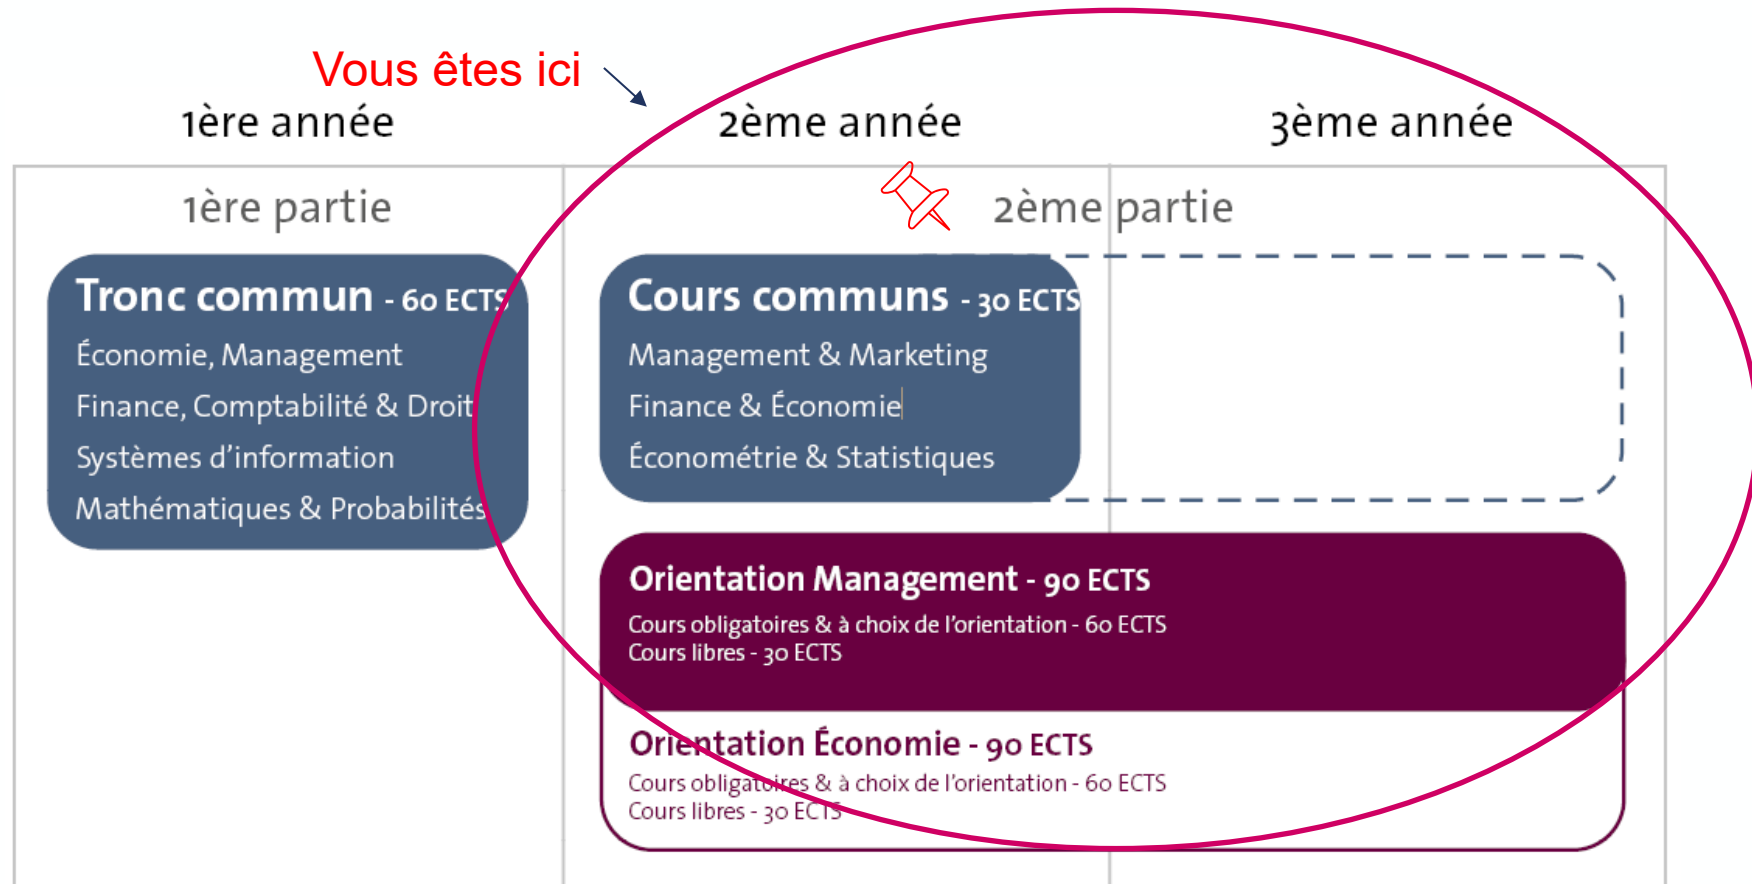 Vous êtes ici
1ère année
2ème année
3ème année
1ère partie
2ème partie
Tronc commun - 60 ECTS
Économie, Management
Finance, Comptabilité & Droit
Systèmes d'information
Mathématiques & Probabilités
Cours communs - 30 ECTS
Management & Marketing
Finance & Économie
Économétrie & Statistiques
Orientation Management - 90 ECTS
Cours obligatoires & à choix de l'orientation - 60 ECTS
Cours libres - 30 ECTS
Orientation Économie - 90 ECTS
Cours obligatoires & à choix de l'orientation - 60 ECTS
Cours libres - 30 ECTS